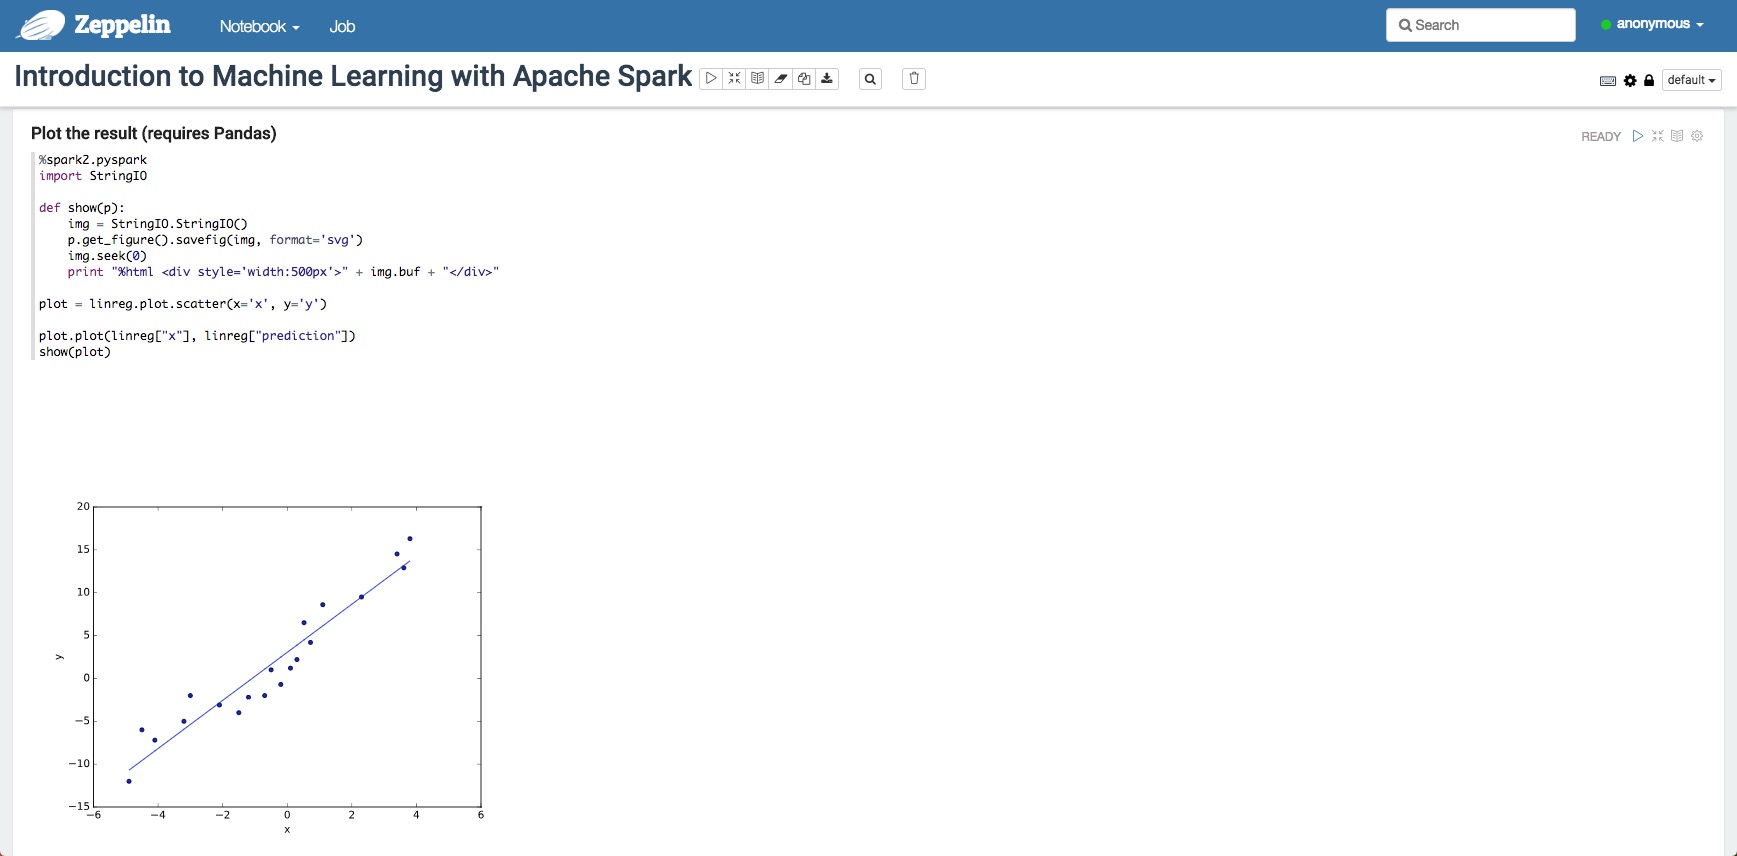 Zeppelin Notebook Job Search anonymous
Introduction to Machine Learning with Apache Spark default
Plot the result (requires Pandas) READY
%spark2.pyspark
import StringIO
def show(p):
    img = StringIO.StringIO()
    p.get_figure().savefig(img, format='svg')
    img.seek(0)
    print "%html <div style='width:500px'>" + img.buf + "</div>"
plot = linreg.plot.scatter(x='x', y='y')
plot.plot(linreg["x"], linreg["prediction"])
show(plot)
20
15
10
5
y
0
−5
−10
−15
−6 −4 −2 0 2 4 6
x